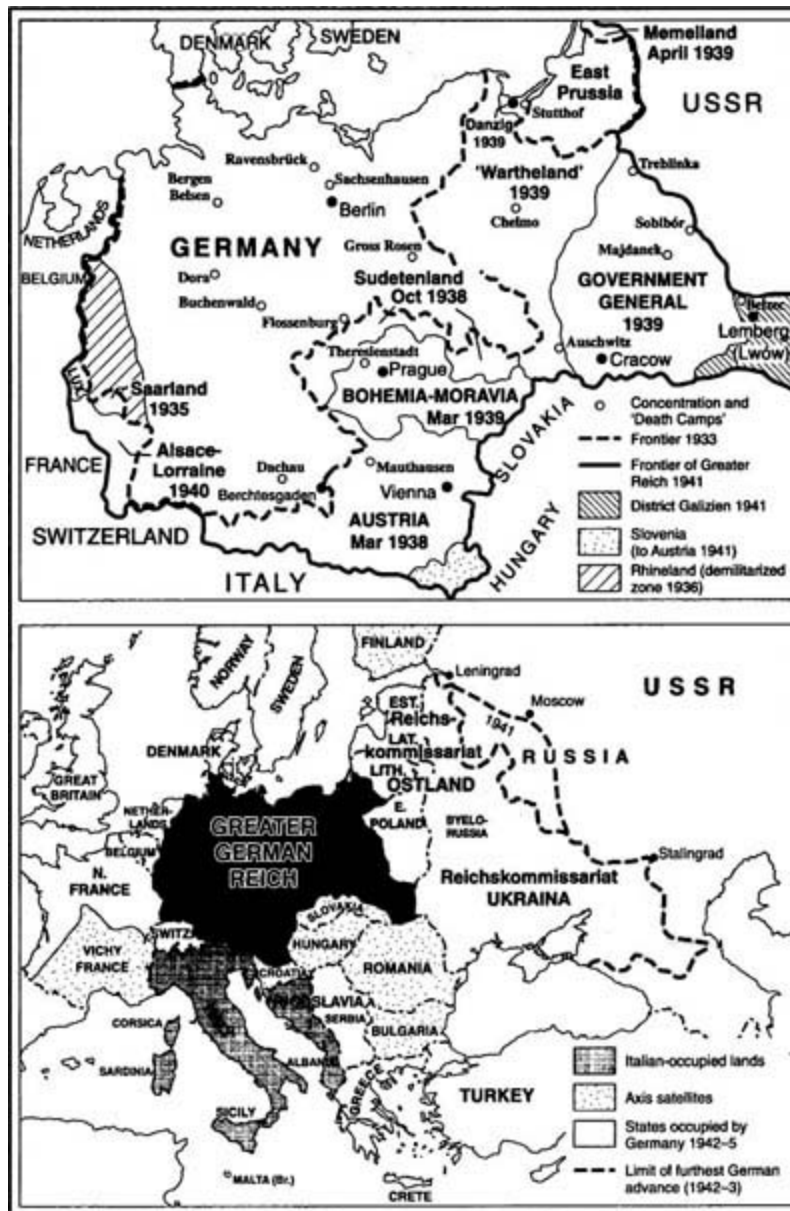 DENMARK
SWEDEN
Memelland
April 1939
East
Prussia
USSR
Stutthof
Danzig
1939
Ravensbrück
Treblinka
Bergen
Belsen
Sachsenhausen
'Wartheland'
1939
Berlin
Chelmo
Sobibór
NETHERLANDS
GERMANY
Gross Rosen
Majdanek
BELGIUM
Dora
Sudetenland
Oct 1938
GOVERNMENT
GENERAL
1939
Buchenwald
Belzec
Flossenburg
Lemberg
(Lwów)
Auschwitz
Theresienstadt
Prague
Cracow
LUX.
Saarland
1935
BOHEMIA-MORAVIA
Mar 1939
SLOVAKIA
Concentration and
'Death Camps'
Frontier 1933
Alsace-
Lorraine
1940
FRANCE
Dachau
Mauthausen
Frontier of Greater
Reich 1941
Berchtesgaden
Vienna
District Galizien 1941
SWITZERLAND
AUSTRIA
Mar 1938
HUNGARY
Slovenia
(to Austria 1941)
ITALY
Rhineland (demilitarized
zone 1936)
FINLAND
NORWAY
SWEDEN
Leningrad
USSR
EST.
Moscow
Reichs-
1941
LAT.
kommissariat
RUSSIA
DENMARK
LITH.
OSTLAND
GREAT
BRITAIN
NETHER-
LANDS
E.
POLAND
BYELO-
RUSSIA
GREATER
GERMAN
REICH
BELGIUM
Stalingrad
N.
FRANCE
Reichskommissariat
UKRAINA
SLOVAKIA
SWITZ.
HUNGARY
VICHY
FRANCE
ROMANIA
CROATIA
YUGOSLAVIA
SERBIA
CORSICA
BULGARIA
Italian-occupied lands
SARDINIA
ALBANIA
GREECE
Axis satellites
TURKEY
SICILY
States occupied by
Germany 1942–5
MALTA (Br.)
Limit of furthest German
advance (1942–3)
CRETE